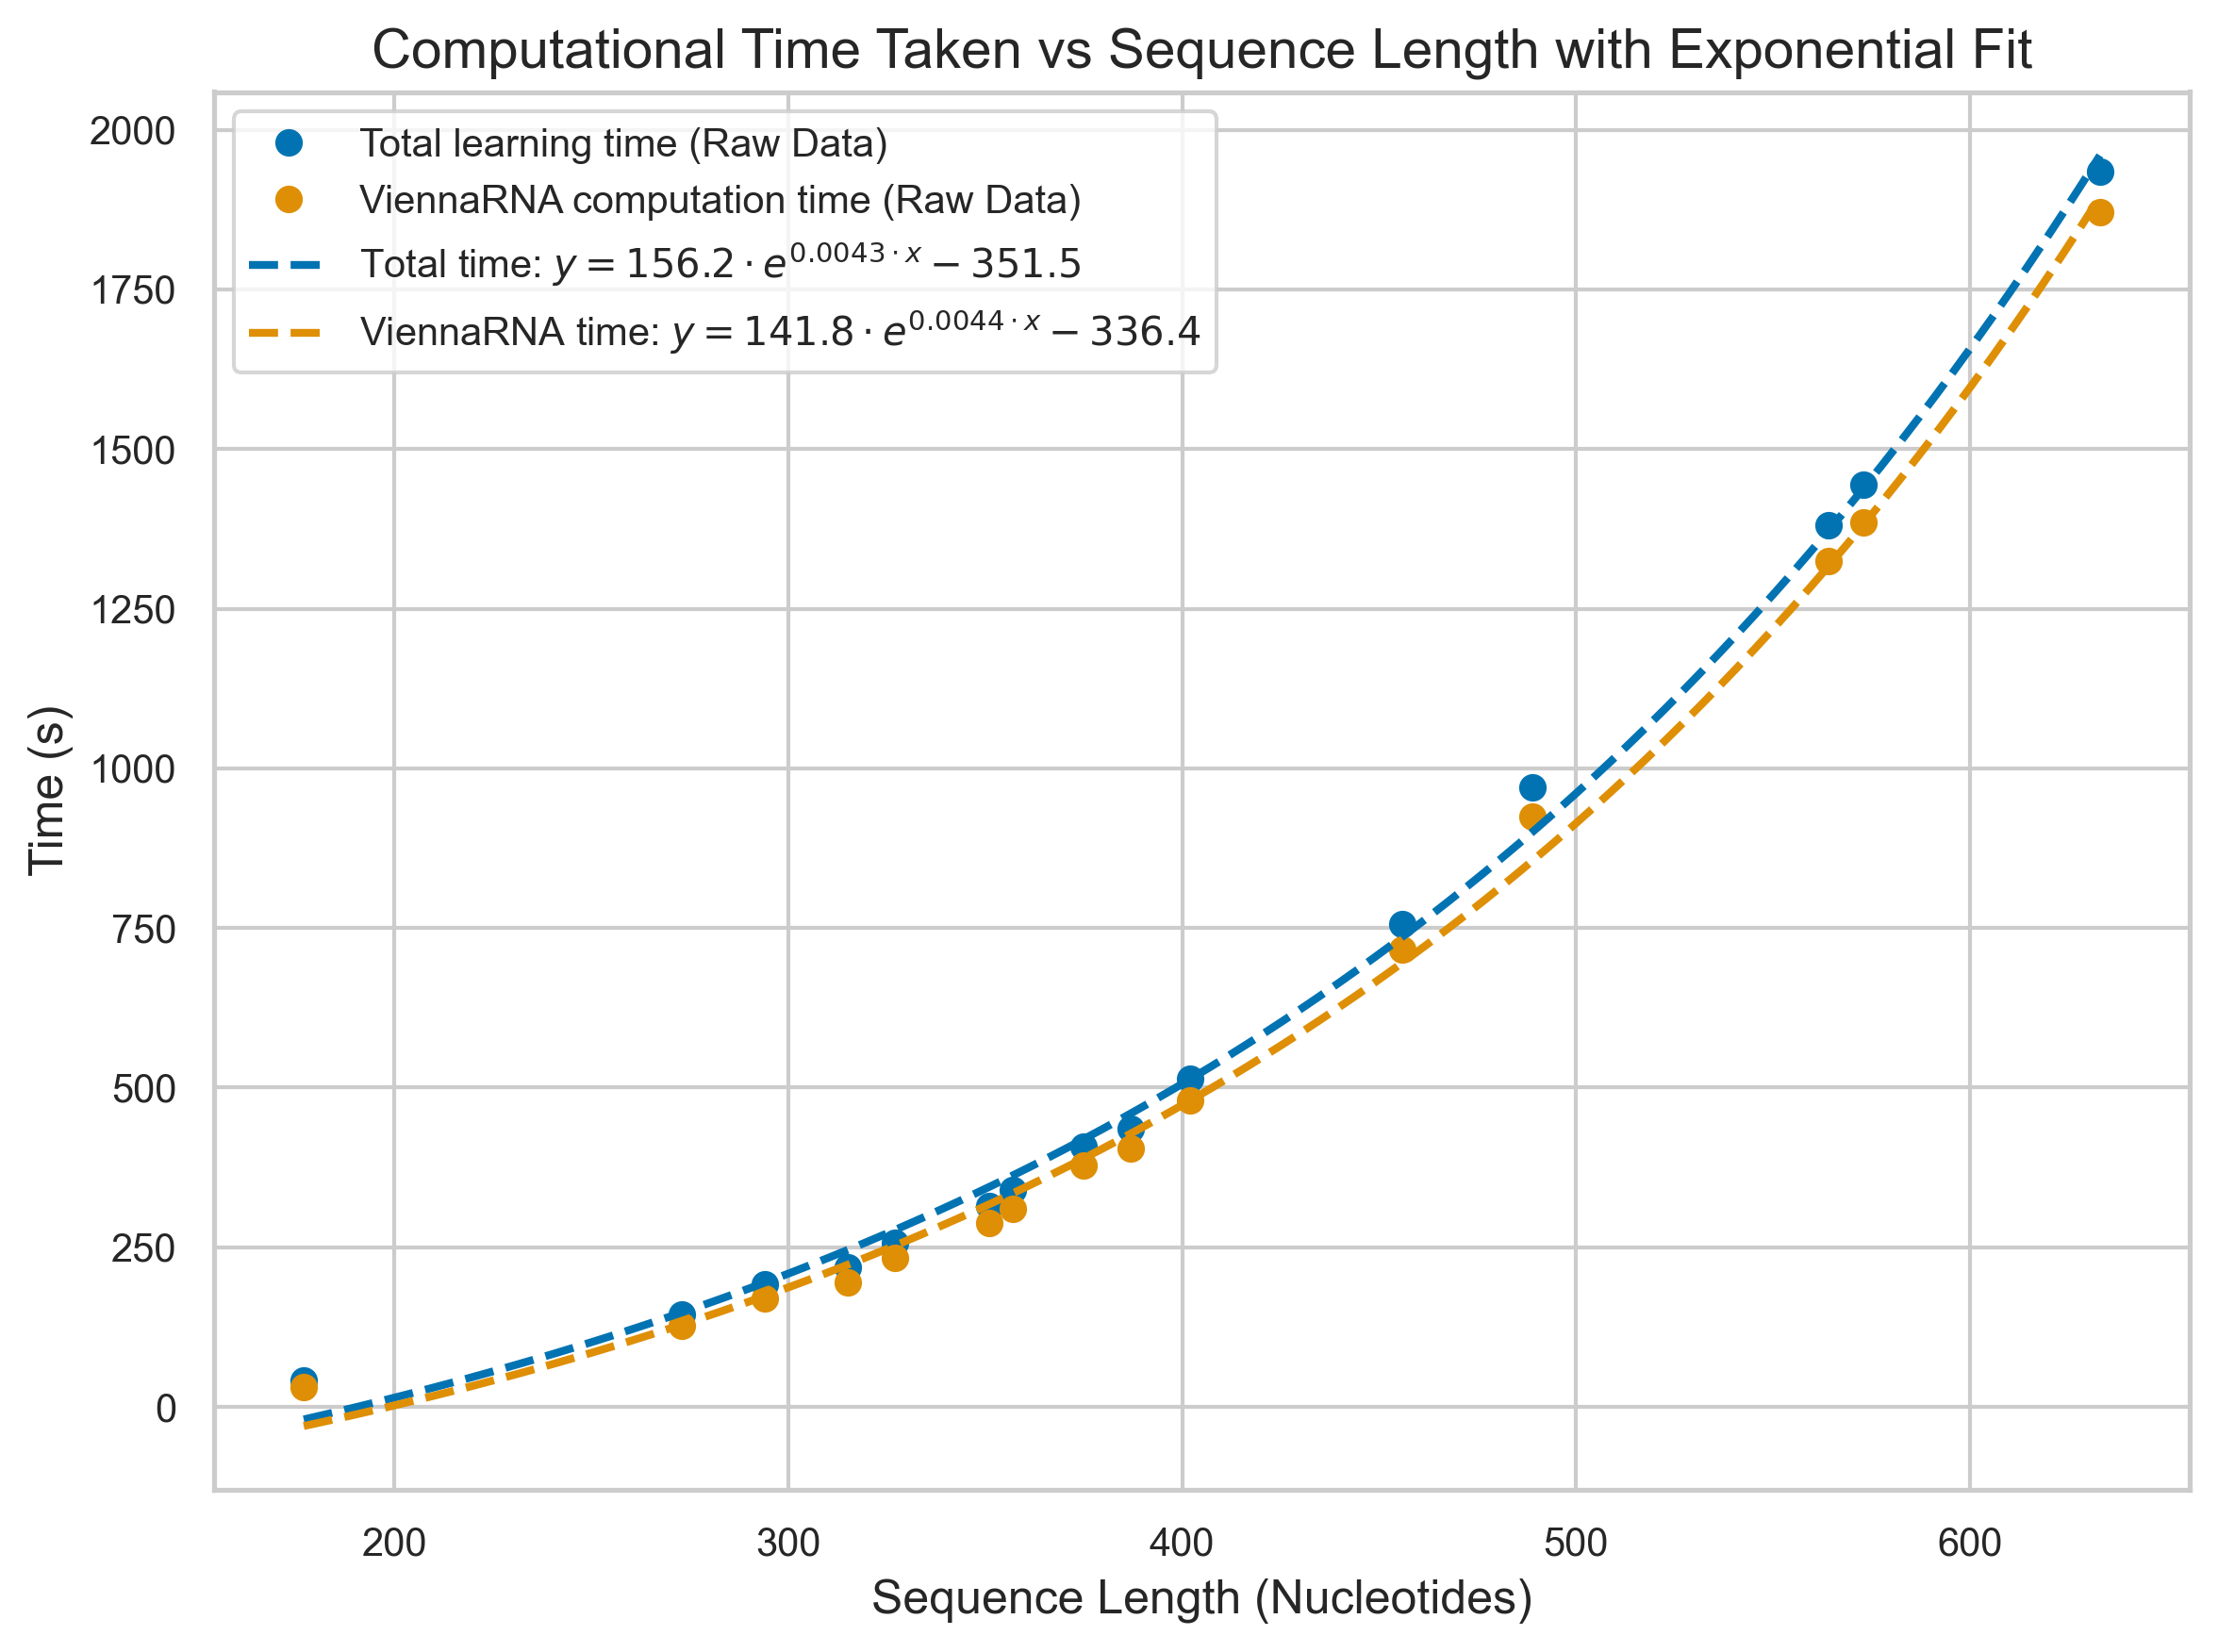 Computational Time Taken vs Sequence Length with Exponential Fit
Total learning time (Raw Data)
ViennaRNA computation time (Raw Data)
Total time: y = 156.2 · e^{0.0043 · x} − 351.5
ViennaRNA time: y = 141.8 · e^{0.0044 · x} − 336.4
2000
1750
1500
1250
1000
750
500
250
0
Time (s)
200 300 400 500 600
Sequence Length (Nucleotides)